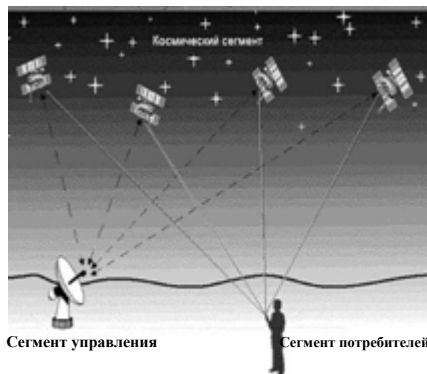 Космический сегмент
Сегмент управления
Сегмент потребителей